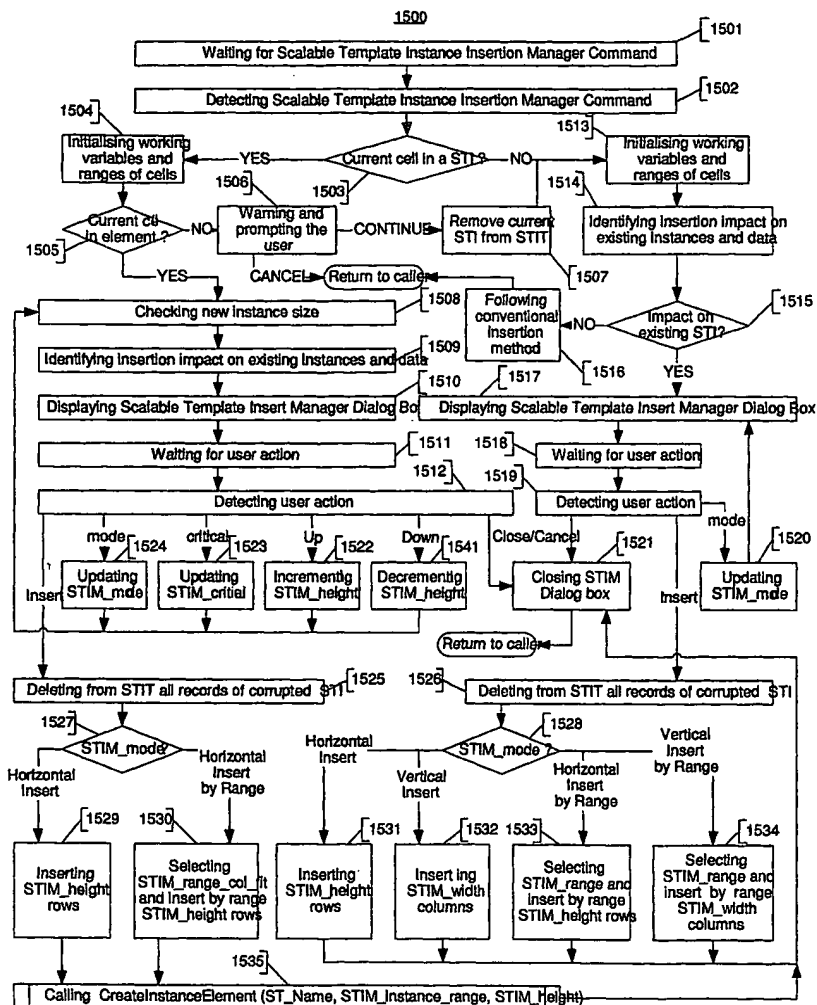 1500
1501
Waiting for Scalable Template Instance Insertion Manager Command
1502
Detecting Scalable Template Instance Insertion Manager Command
1504
1513
Initialising working
variables and
ranges of cells
YES
Current cell in a STI ?
NO
Initialising working
variables and
ranges of cells
1503
1506
1514
Current cll
in element ?
1505
NO
Warning and
prompting the
user
CONTINUE
Remove current
STI from STIT
Identifying insertion impact on
existing Instances and data
1507
YES
CANCEL
Return to caller
1508
Checking new instance size
Following
conventional
insertion
method
NO
Impact on
existing STI?
1515
1509
Identifying insertion impact on existing instances and data
1516
YES
1510
1517
Displaying Scalable Template Insert Manager Dialog Bo
Displaying Scalable Template Insert Manager Dialog Box
1511
1518
Waiting for user action
Waiting for user action
1512
1519
Detecting user action
Detecting user action
mode
mode
critical
Up
Down
Close/Cancel
1524
1523
1522
1541
1521
1520
Insert
Updating
STIM_mde
Updating
STIM_critial
Incrementig
STIM_height
Decrementig
STIM_height
Closing STIM
Dialog box
Insert
Updating
STIM_mde
Return to caller
1525
1526
Deleting from STIT all records of corrupted STI
Deleting from STIT all records of corrupted STI
1527
1528
STIM_mode?
STIM_mode ?
Horizontal
Insert
Horizontal
Insert
by Range
Horizontal
Insert
Vertical
Insert
Horizontal
Insert
by Range
Vertical
Insert
by Range
1529
1530
1531
1532
1533
1534
Inserting
STIM_height
rows
Selecting
STIM_range_col_fit
and insert by range
STIM_height rows
Inserting
STIM_height
rows
Insert ing
STIM_width
columns
Selecting
STIM_range and
insert by range
STIM_height rows
Selecting
STIM_range and
insert by range
STIM_width
columns
1535
Calling CreateInstanceElement (ST_Name, STIM_instance_range, STIM_height)